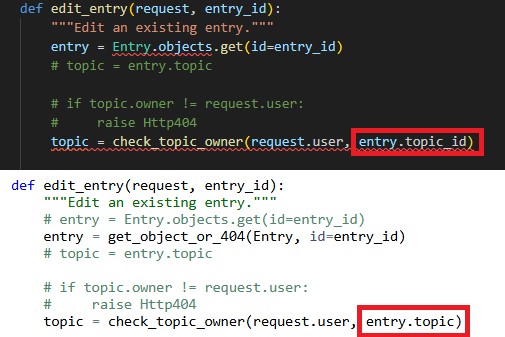 def edit_entry(request, entry_id):
"""Edit an existing entry."""
entry = Entry.objects.get(id=entry_id)
# topic = entry.topic
# if topic.owner != request.user:
#     raise Http404
topic = check_topic_owner(request.user, entry.topic_id)
def edit_entry(request, entry_id):
"""Edit an existing entry."""
# entry = Entry.objects.get(id=entry_id)
entry = get_object_or_404(Entry, id=entry_id)
# topic = entry.topic
# if topic.owner != request.user:
#     raise Http404
topic = check_topic_owner(request.user, entry.topic)